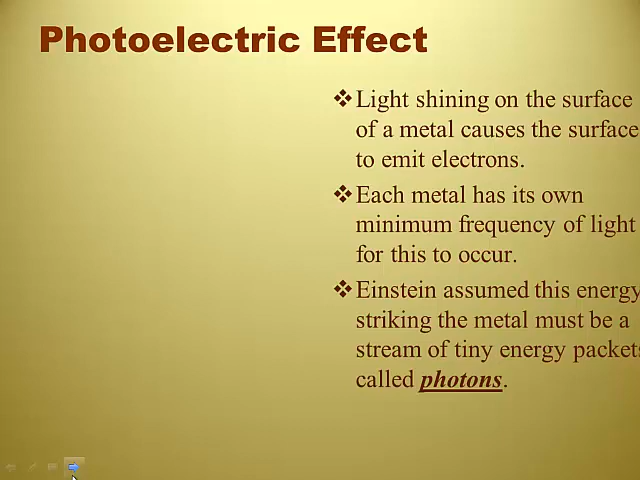 Photoelectric Effect
❖Light shining on the surface
of a metal causes the surface
to emit electrons.
❖Each metal has its own
minimum frequency of light
for this to occur.
❖Einstein assumed this energy
striking the metal must be a
stream of tiny energy packets
called photons.